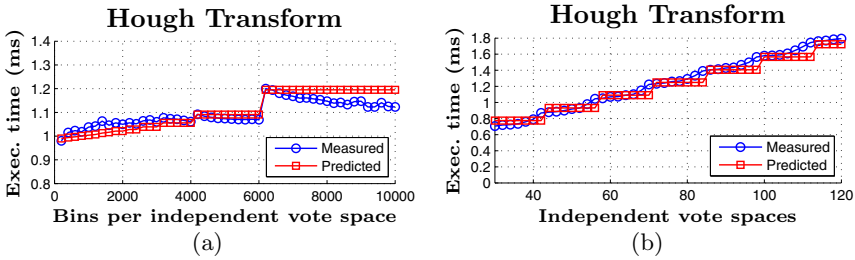 Hough Transform
Exec. time (ms)
1.4
1.3
1.2
1.1
1
0.9
0.8
0 2000 4000 6000 8000 10000
Measured
Predicted
Bins per independent vote space
(a)
Hough Transform
Exec. time (ms)
1.8
1.6
1.4
1.2
1
0.8
0.6
0.4
0.2
0
40 60 80 100 120
Measured
Predicted
Independent vote spaces
(b)